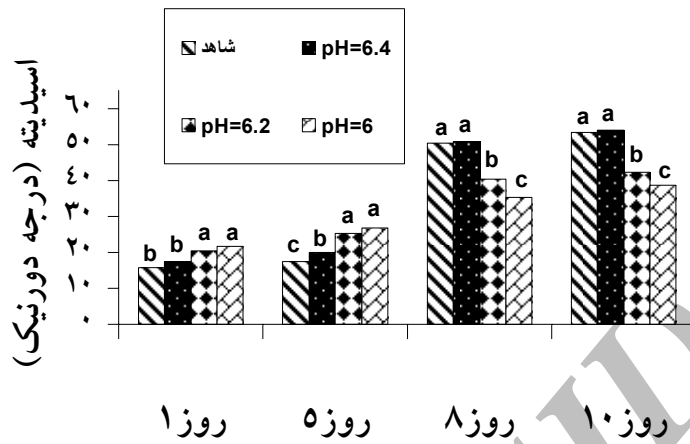 شاهد
pH=6.4
pH=6.2
pH=6
اسیدیته (درجه دورنیک)
۶۰
۵۰
۴۰
۳۰
۲۰
۱۰
۰
b b a a
c b a a
a a b c
a a b c
روز۱
روز۵
روز۸
روز۱۰